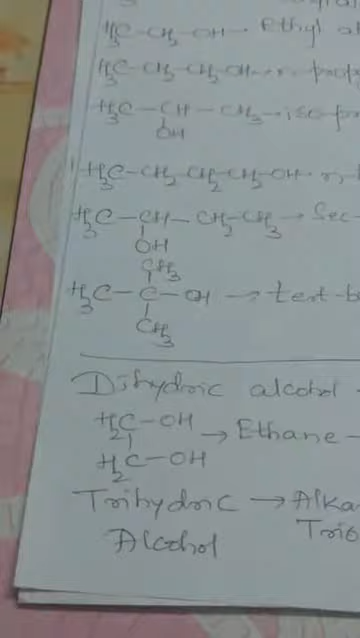 H3C-CH2-OH- Ethyl al
H3C-CH2-CH2-OH → n-prop
H3C-CH-CH3-iso-pro
OH
H3C-CH2-CH2-CH2-OH
H3C-CH-CH2-CH3 → Sec-
OH
CH3
H3C-C-OH → tert-b
CH3
Dihydric alcohol -
H2C-OH
→ Ethane -
H2C-OH
Trihydric → Alka
Alcohol Trio